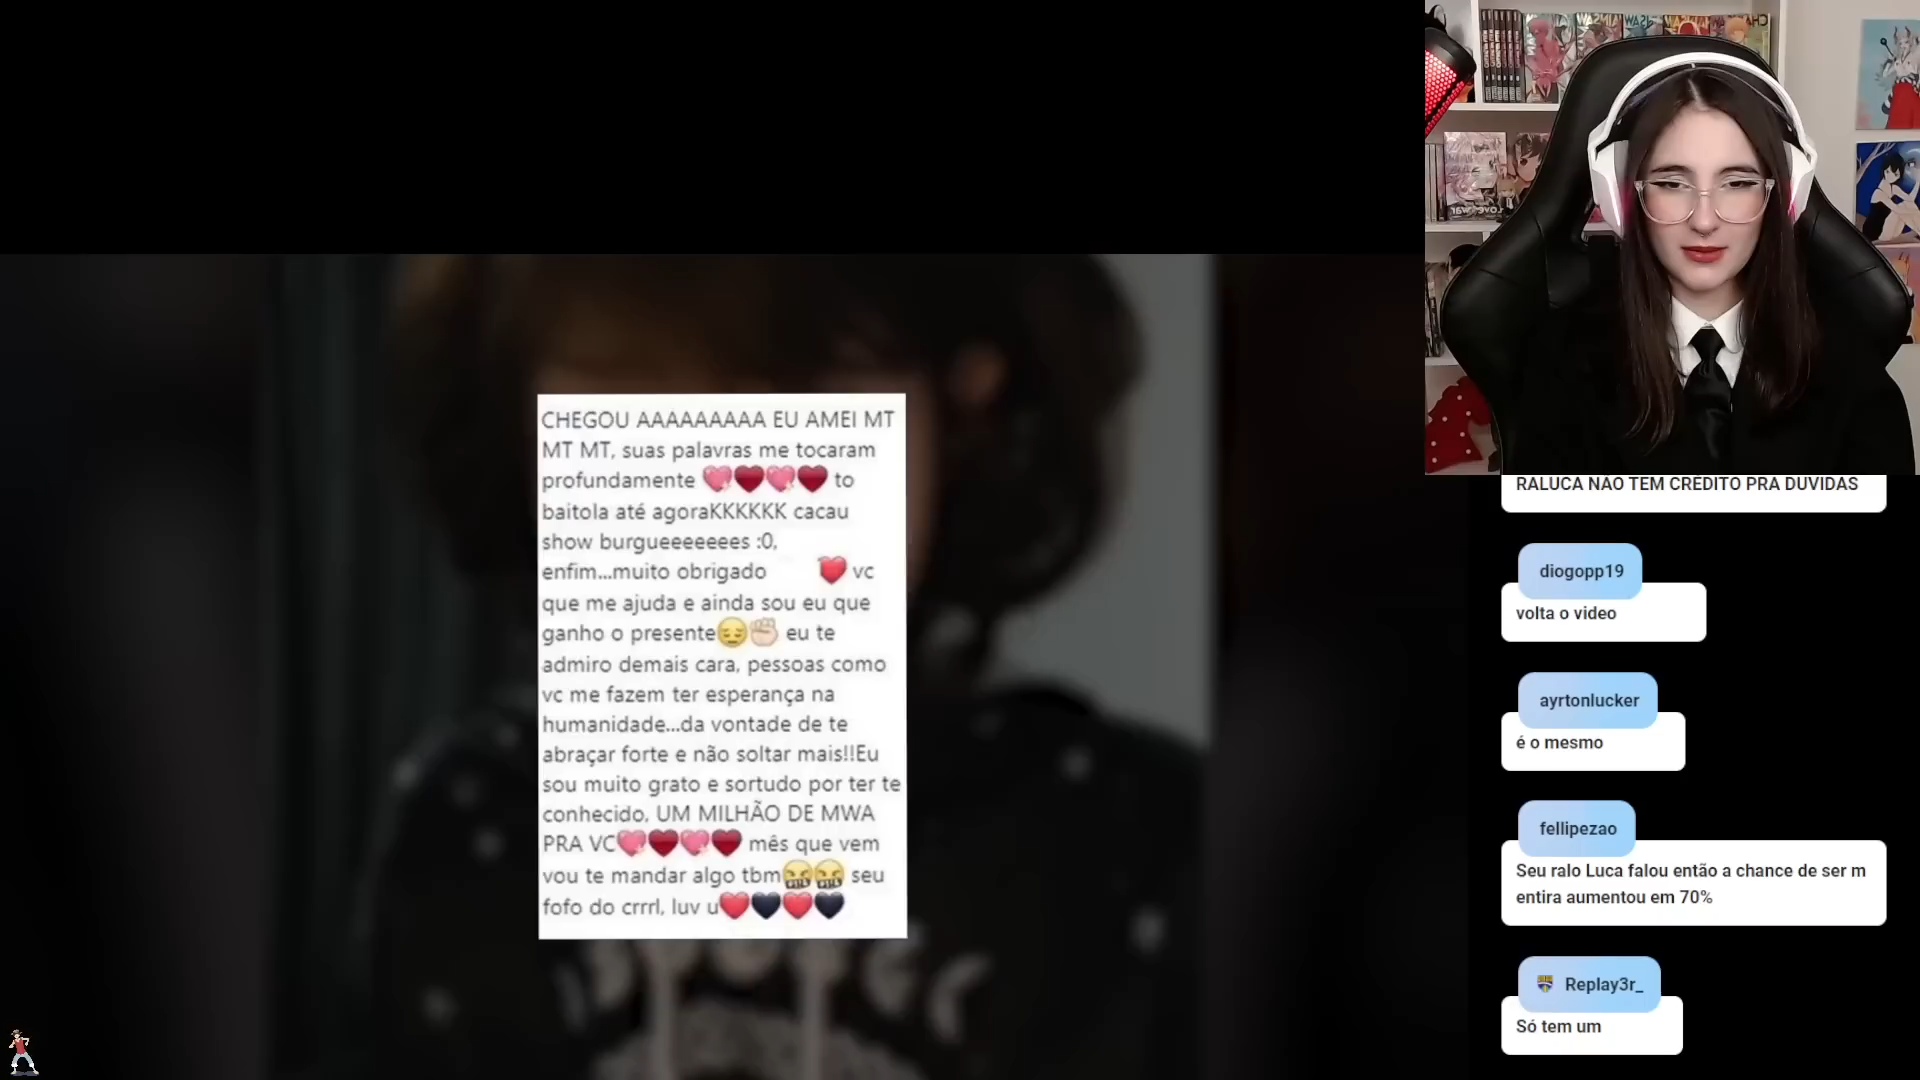 CHEGOU AAAAAAAAA EU AMEI MT
MT MT, suas palavras me tocaram
profundamente 💖❤️💖❤️ to
baitola até agoraKKKKKK cacau
show burgueeeeeees :0,
enfim...muito obrigado ❤️ vc
que me ajuda e ainda sou eu que
ganho o presente😔✊🏻 eu te
admiro demais cara, pessoas como
vc me fazem ter esperança na
humanidade...da vontade de te
abraçar forte e não soltar mais!!Eu
sou muito grato e sortudo por ter te
conhecido, UM MILHÃO DE MWA
PRA VC💖❤️💖❤️ mês que vem
vou te mandar algo tbm🤬🤬 seu
fofo do crrrl, luv u❤️🖤❤️🖤
RALUCA NAO TEM CRÉDITO PRA DUVIDAS
diogopp19
volta o video
ayrtonlucker
é o mesmo
fellipezao
Seu ralo Luca falou então a chance de ser m
entira aumentou em 70%
Replay3r_
Só tem um